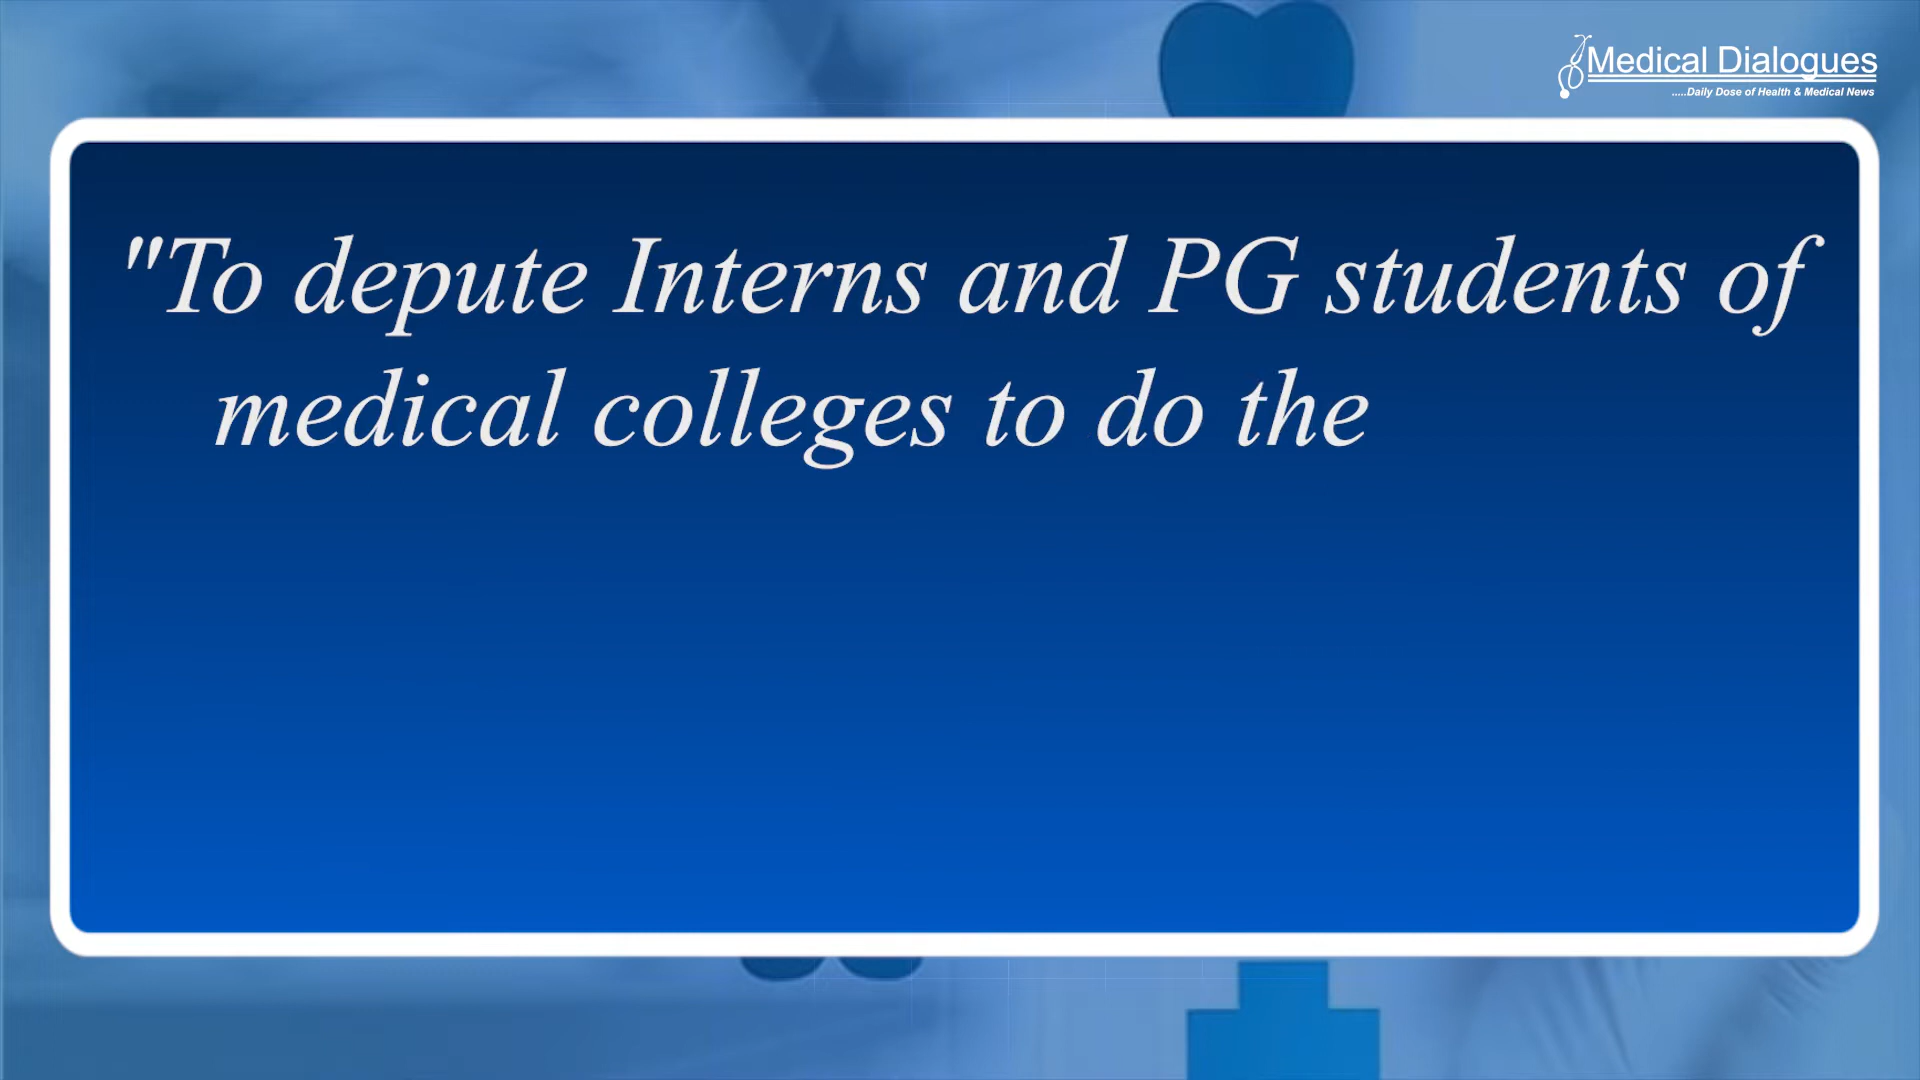 Medical Dialogues
.....Daily Dose of Health & Medical News
"To depute Interns and PG students of
medical colleges to do the